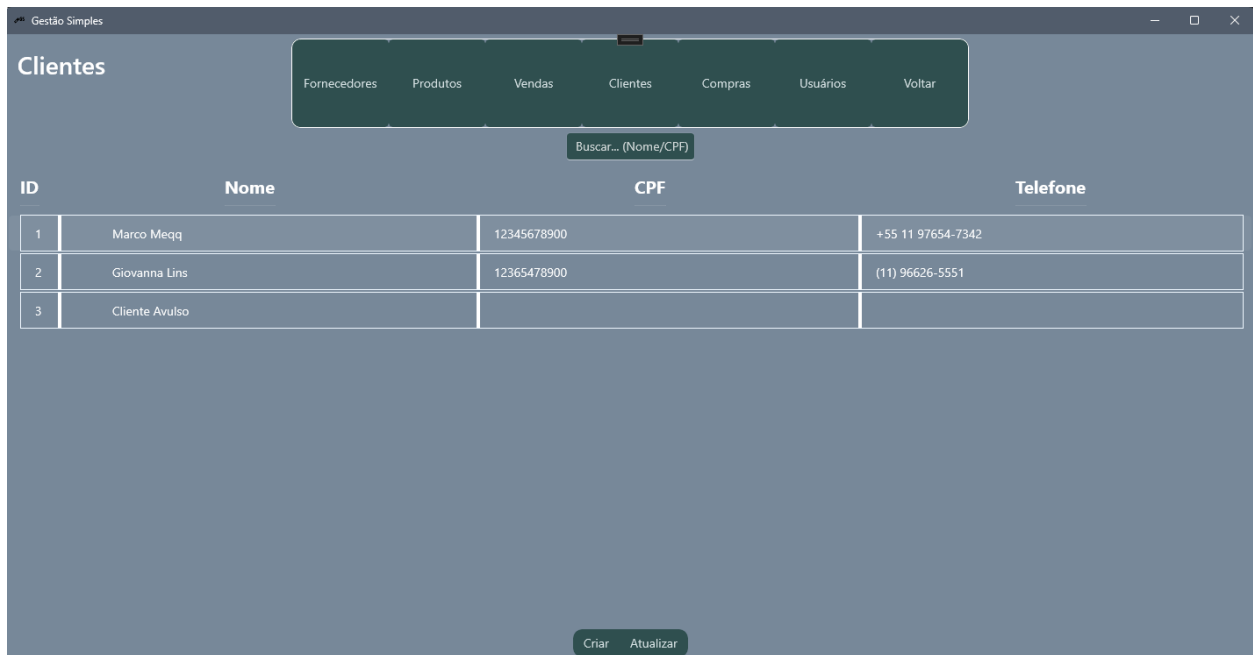 Gestão Simples
Clientes
Fornecedores Produtos Vendas Clientes Compras Usuários Voltar
Buscar... (Nome/CPF)
ID Nome CPF Telefone
1 Marco Meqq 12345678900 +55 11 97654-7342
2 Giovanna Lins 12365478900 (11) 96626-5551
3 Cliente Avulso
Criar Atualizar